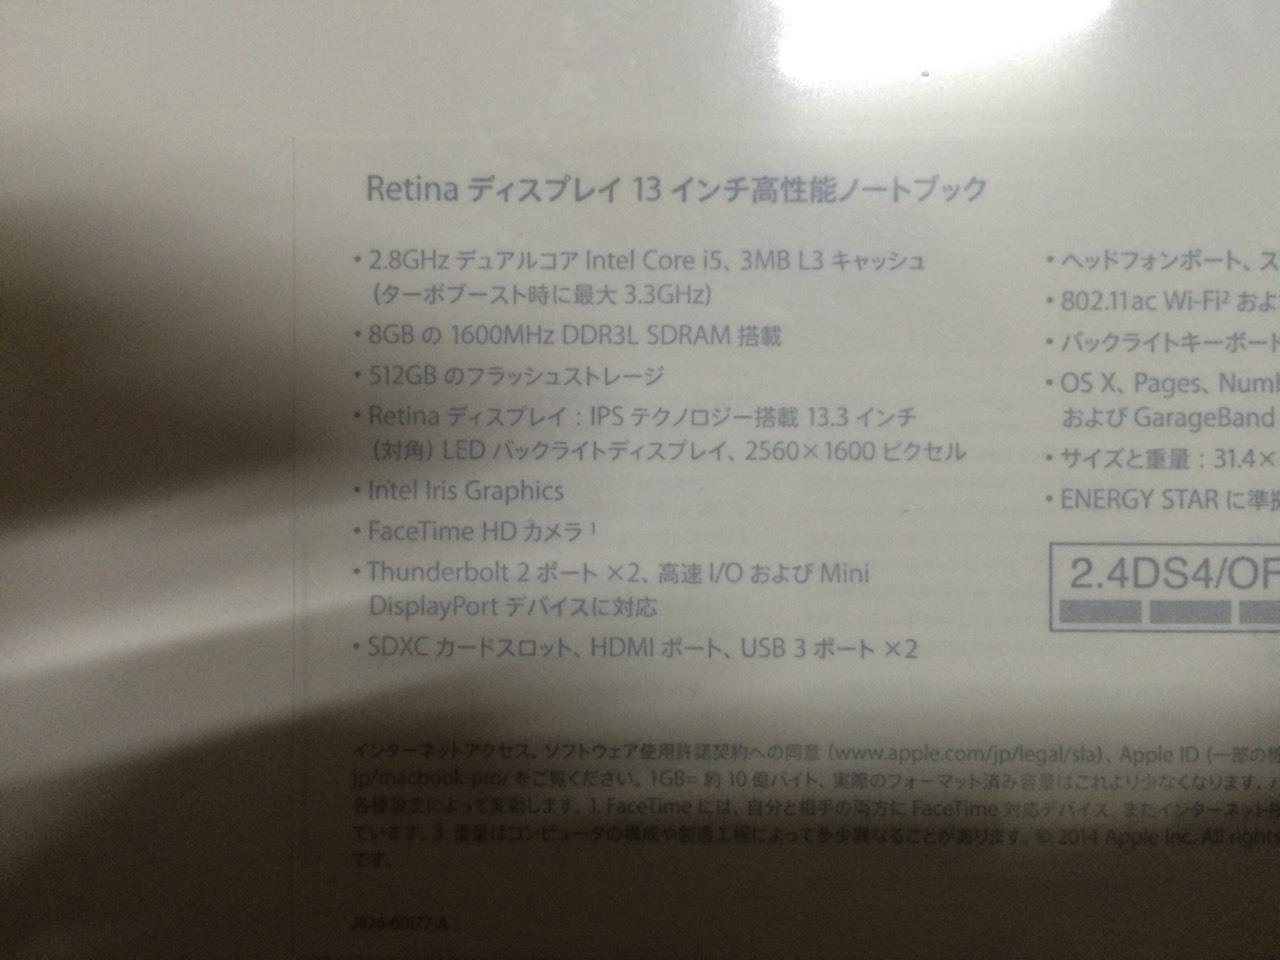 Retina ディスプレイ 13 インチ高性能ノートブック
• 2.8GHz デュアルコア Intel Core i5、3MB L3 キャッシュ
(ターボブースト時に最大 3.3GHz)
• 8GB の 1600MHz DDR3L SDRAM 搭載
• 512GB のフラッシュストレージ
• Retina ディスプレイ : IPS テクノロジー搭載 13.3 インチ
(対角) LED バックライトディスプレイ、2560×1600 ピクセル
• Intel Iris Graphics
• FaceTime HD カメラ¹
• Thunderbolt 2 ポート ×2、高速 I/O および Mini
DisplayPort デバイスに対応
• SDXC カードスロット、HDMI ポート、USB 3 ポート ×2
• ヘッドフォンポート、ス
• 802.11ac Wi-Fi² およ
• バックライトキーボード
• OS X、Pages、Numb
および GarageBand
• サイズと重量 : 31.4×
• ENERGY STAR に準拠
2.4DS4/OF
インターネットアクセス、ソフトウェア使用許諾契約への同意 (www.apple.com/jp/legal/sla)、Apple ID (一部の機
jp/macbook-pro/ をご覧ください。1GB= 約 10 億バイト、実際のフォーマット済み容量はこれより少なくなります。
各種設定によって変動します。1. FaceTime には、自分と相手の両方に FaceTime 対応デバイス、またインターネット
ています。3. 重量はコンピュータの構成や製造工程によって多少異なることがあります。© 2014 Apple Inc. All rights
です。
J826-00177-A